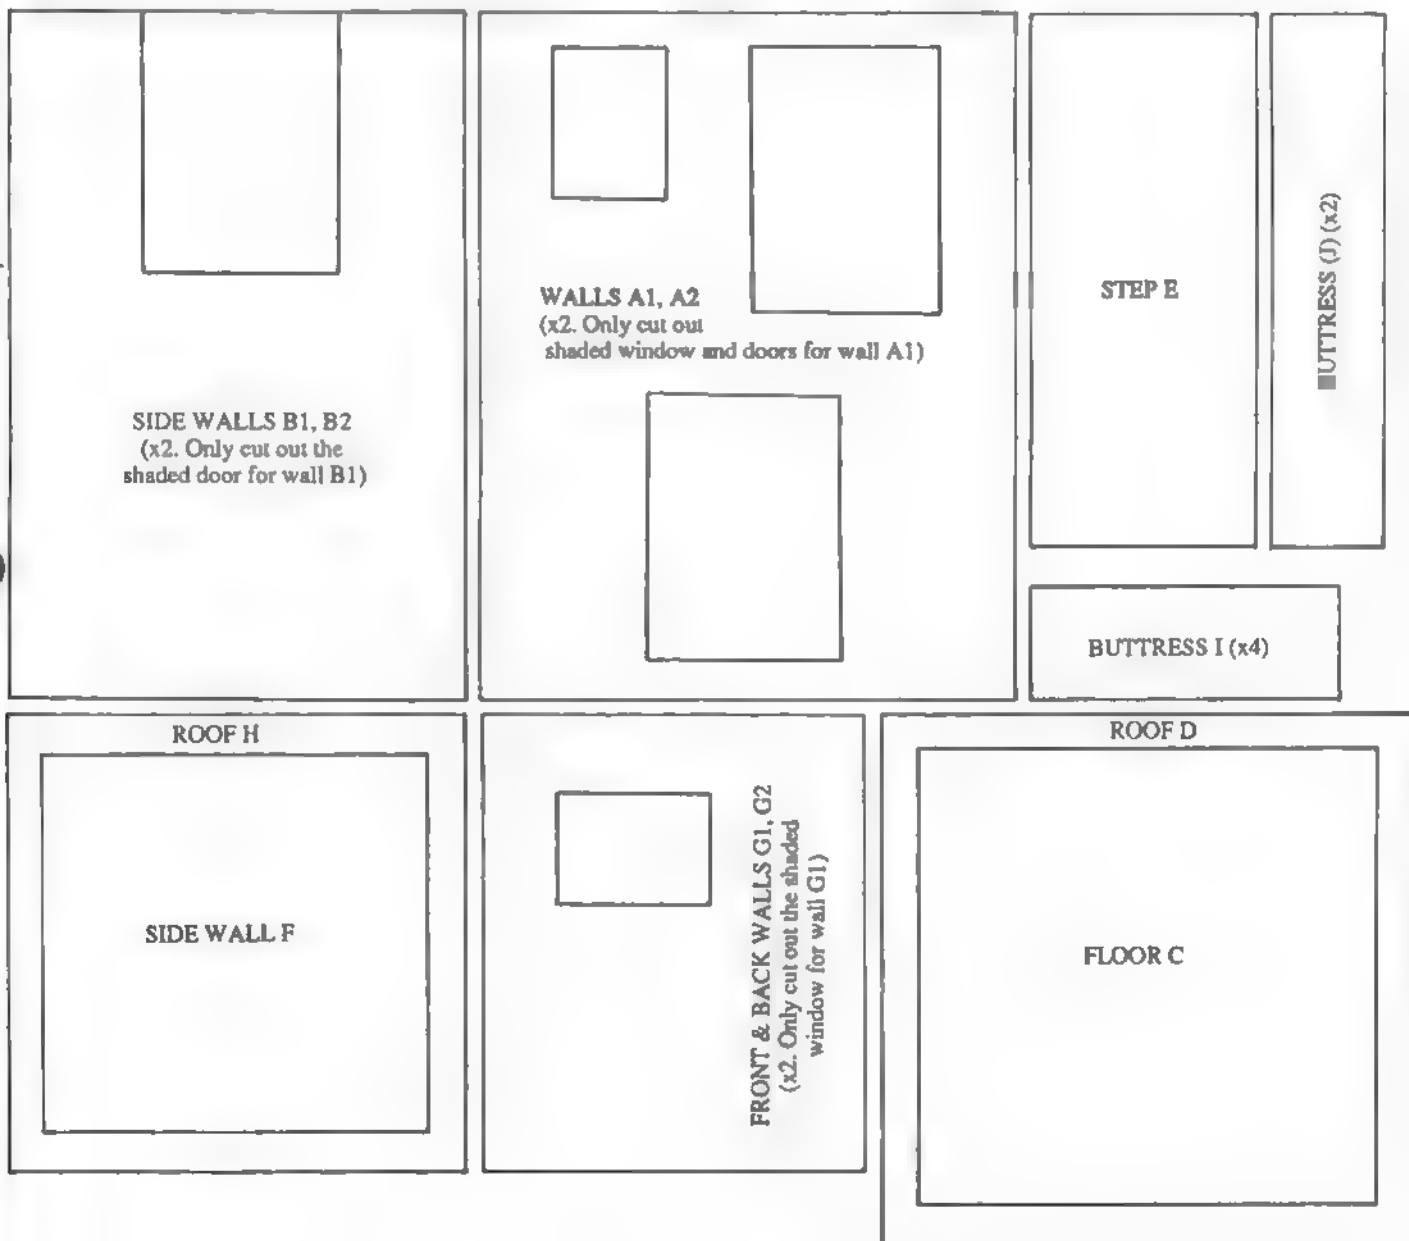 SIDE WALLS B1, B2
(x2. Only cut out the
shaded door for wall B1)
WALLS A1, A2
(x2. Only cut out
shaded window and doors for wall A1)
STEP E
UTTRESS (J) (x2)
BUTTRESS I (x4)
ROOF H
SIDE WALL F
FRONT & BACK WALLS G1, G2
(x2. Only cut out the shaded
window for wall G1)
ROOF D
FLOOR C